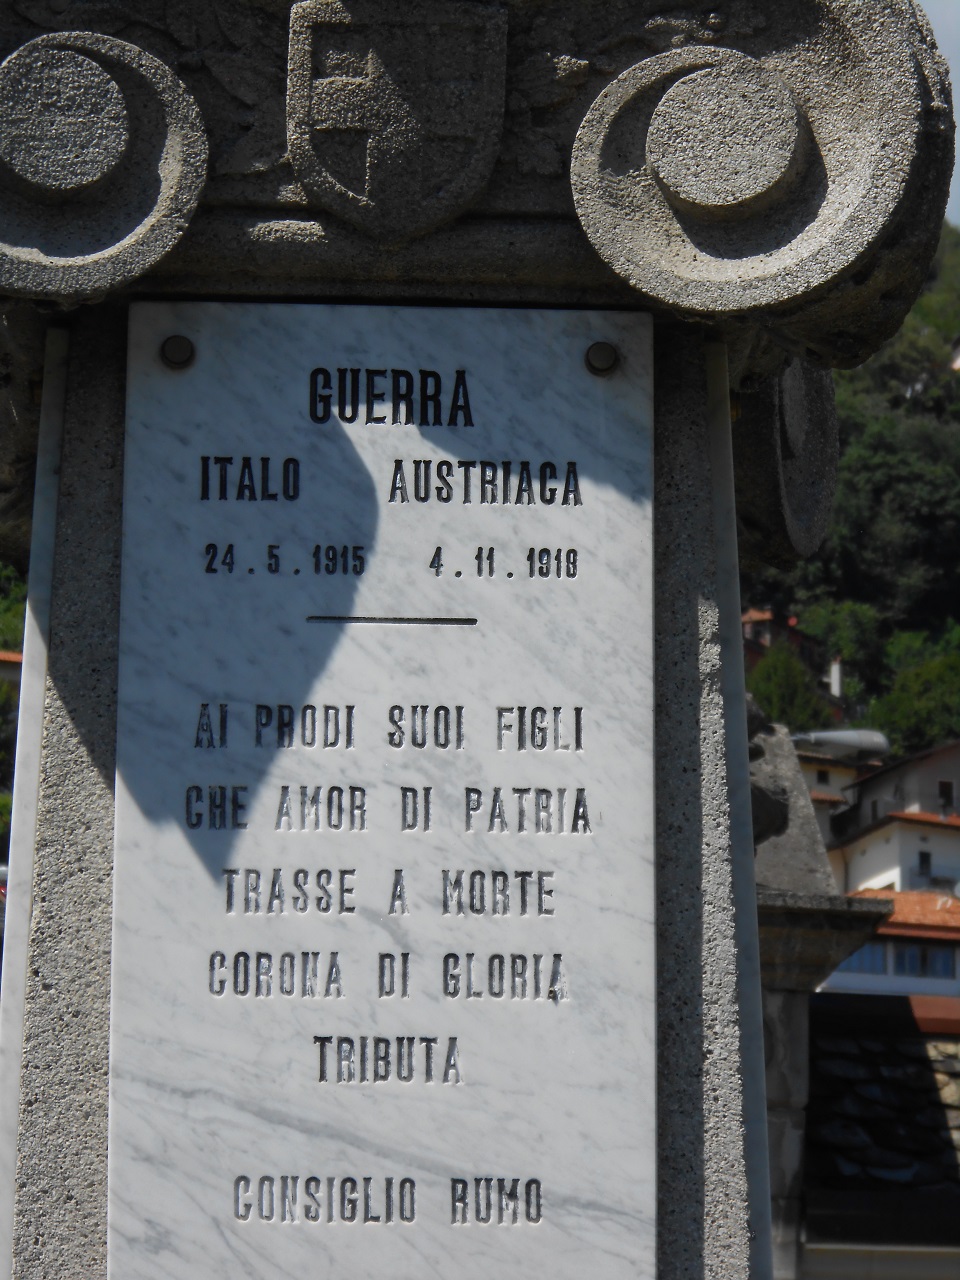 GUERRA
ITALO AUSTRIACA
24.5.1915 4.11.1918
AI PRODI SUOI FIGLI
CHE AMOR DI PATRIA
TRASSE A MORTE
CORONA DI GLORIA
TRIBUTA
CONSIGLIO RUMO